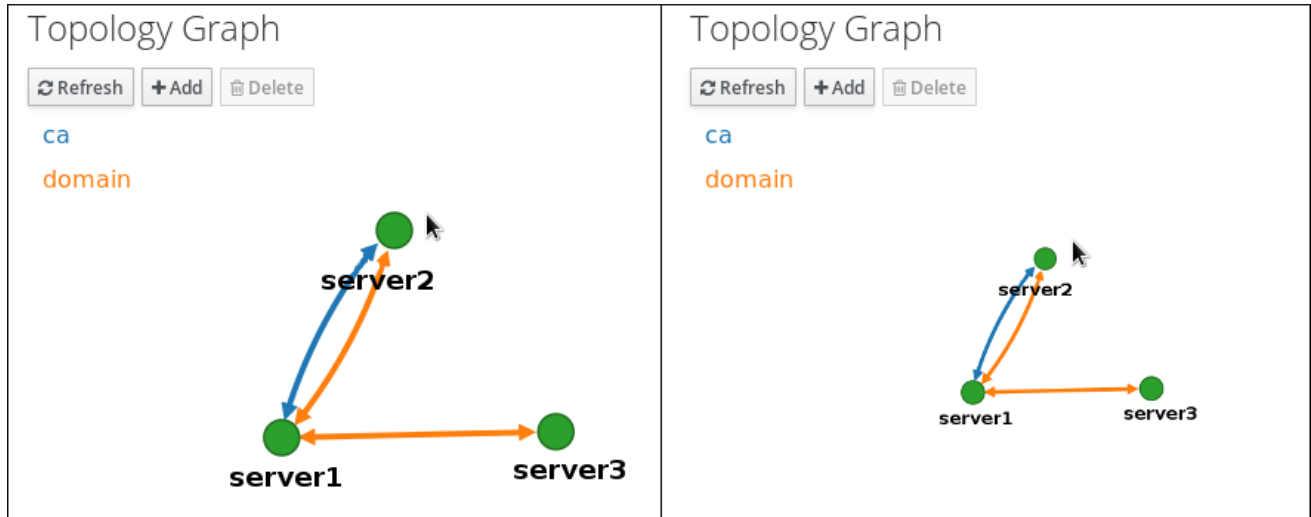 Topology Graph
Refresh Add Delete
ca
domain
server2
server1
server3
Topology Graph
Refresh Add Delete
ca
domain
server2
server1
server3